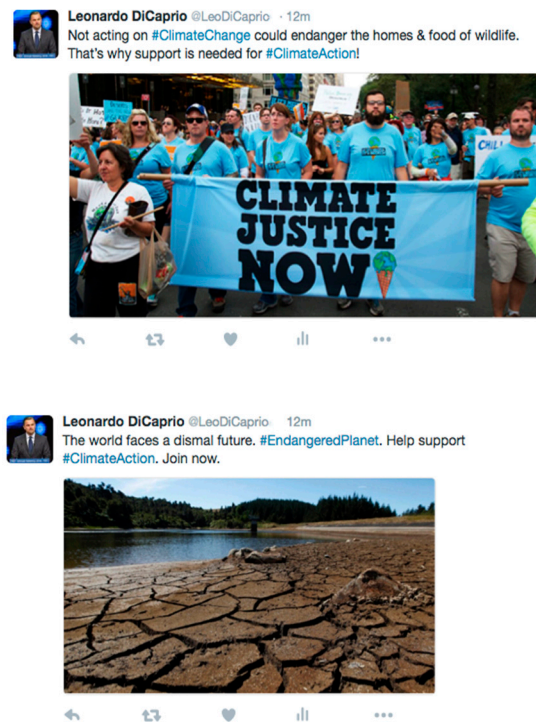 Leonardo DiCaprio @LeoDiCaprio · 12m
Not acting on #ClimateChange could endanger the homes & food of wildlife.
That's why support is needed for #ClimateAction!
CHIL
CLIMATE
JUSTICE
NOW
Leonardo DiCaprio @LeoDiCaprio 12m
The world faces a dismal future. #EndangeredPlanet. Help support
#ClimateAction. Join now.